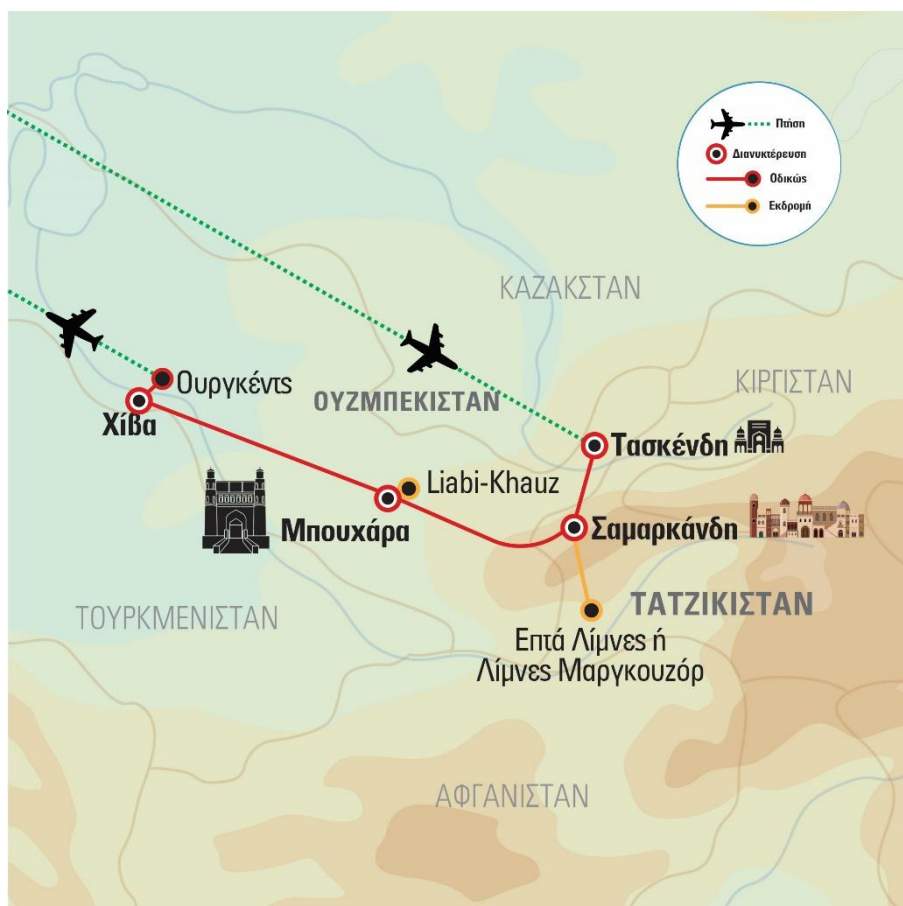 Πτήση
Διανυκτέρευση
Οδικώς
Εκδρομή
ΚΑΖΑΚΣΤΑΝ
ΚΙΡΓΙΣΤΑΝ
Ουργκέντς
ΟΥΖΜΠΕΚΙΣΤΑΝ
Χίβα
Τασκένδη
Liabi-Khauz
Μπουχάρα
Σαμαρκάνδη
ΤΟΥΡΚΜΕΝΙΣΤΑΝ
ΤΑΤΖΙΚΙΣΤΑΝ
Επτά Λίμνες ή
Λίμνες Μαργκουζόρ
ΑΦΓΑΝΙΣΤΑΝ